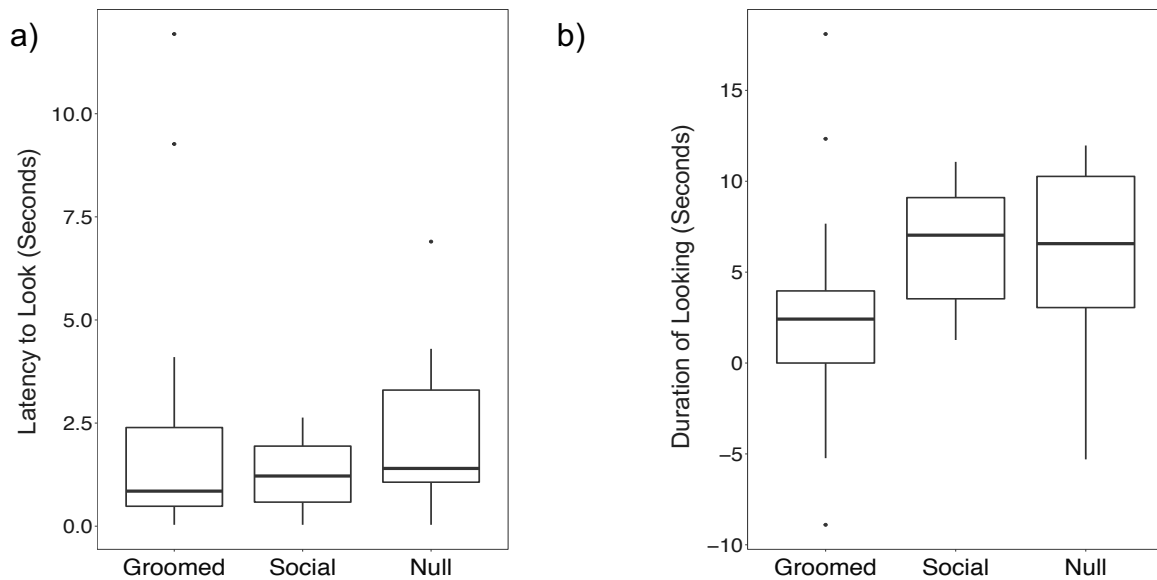 a)
Latency to Look (Seconds)
10.0
7.5
5.0
2.5
0.0
Groomed Social Null
b)
Duration of Looking (Seconds)
15
10
5
0
−5
−10
Groomed Social Null